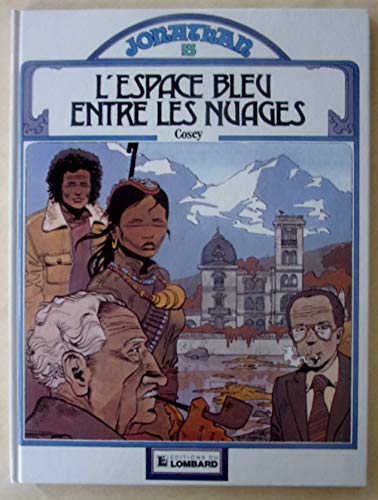 JONATHAN
5
L'ESPACE BLEU
ENTRE LES NUAGES
Cosey
EDITIONS DU
LOMBARD